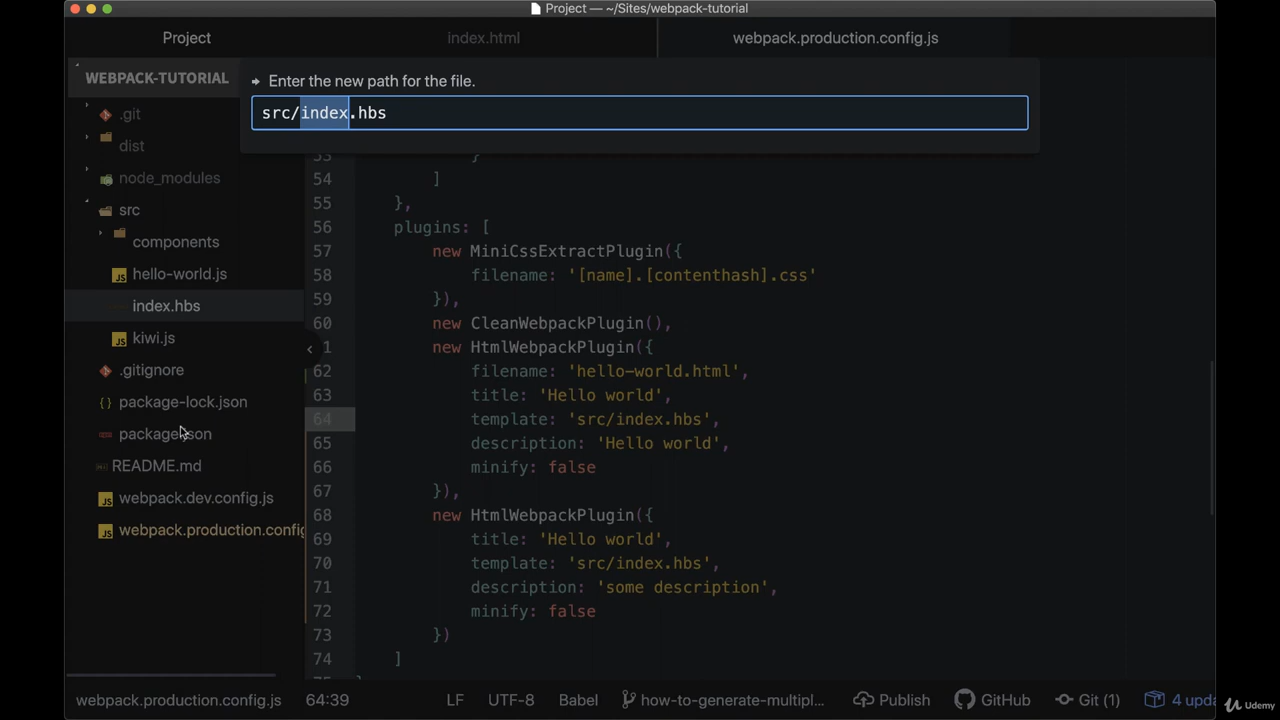 Project — ~/Sites/webpack-tutorial
Project
index.html
webpack.production.config.js
WEBPACK-TUTORIAL
Enter the new path for the file.
src/index.hbs
.git
dist
node_modules
src
components
hello-world.js
index.hbs
kiwi.js
.gitignore
package-lock.json
README.md
webpack.dev.config.js
webpack.production.config
53 }
54 ]
55 },
56 plugins: [
57 new MiniCssExtractPlugin({
58 filename: '[name].[contenthash].css'
59 }),
60 new CleanWebpackPlugin(),
1 new HtmlWebpackPlugin({
62 filename: 'hello-world.html',
63 title: 'Hello world',
64 template: 'src/index.hbs',
65 description: 'Hello world',
66 minify: false
67 }),
68 new HtmlWebpackPlugin({
69 title: 'Hello world',
70 template: 'src/index.hbs',
71 description: 'some description',
72 minify: false
73 })
74 ]
webpack.production.config.js 64:39 LF UTF-8 Babel how-to-generate-multipl... Publish GitHub Git (1) 4 upda
Udemy